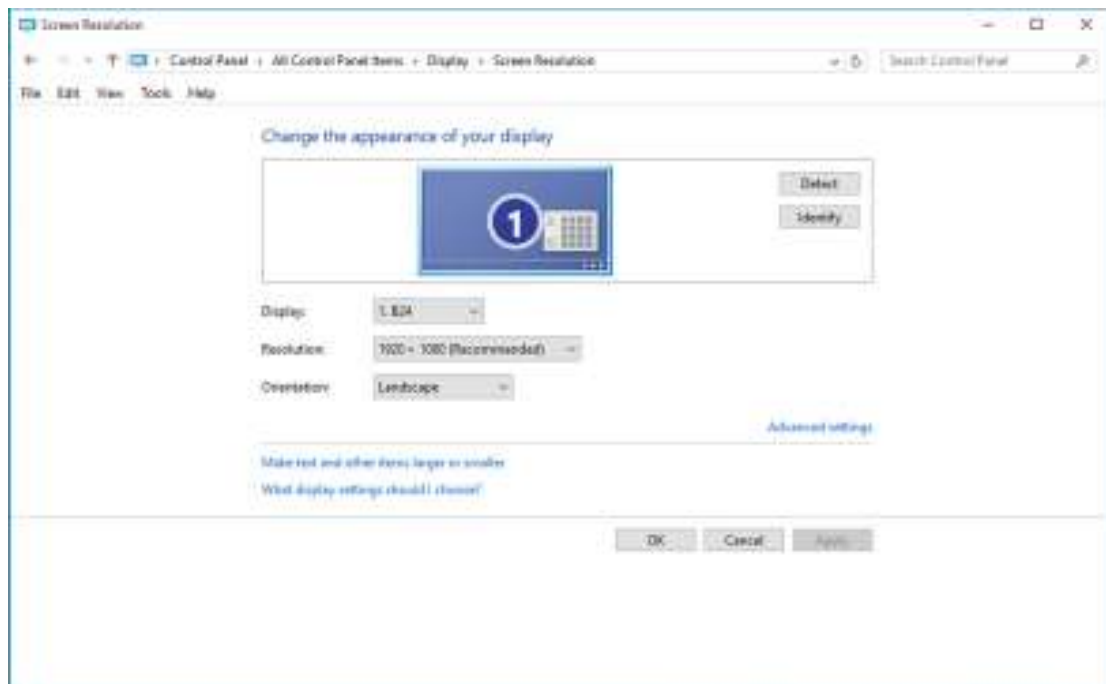 Screen Resolution
Control Panel › All Control Panel Items › Display › Screen Resolution
Search Control Panel
File Edit View Tools Help
Change the appearance of your display
1
Detect
Identify
Display:
Resolution: 1920 × 1080 (Recommended)
Orientation: Landscape
Advanced settings
Make text and other items larger or smaller
What display settings should I choose?
OK Cancel Apply